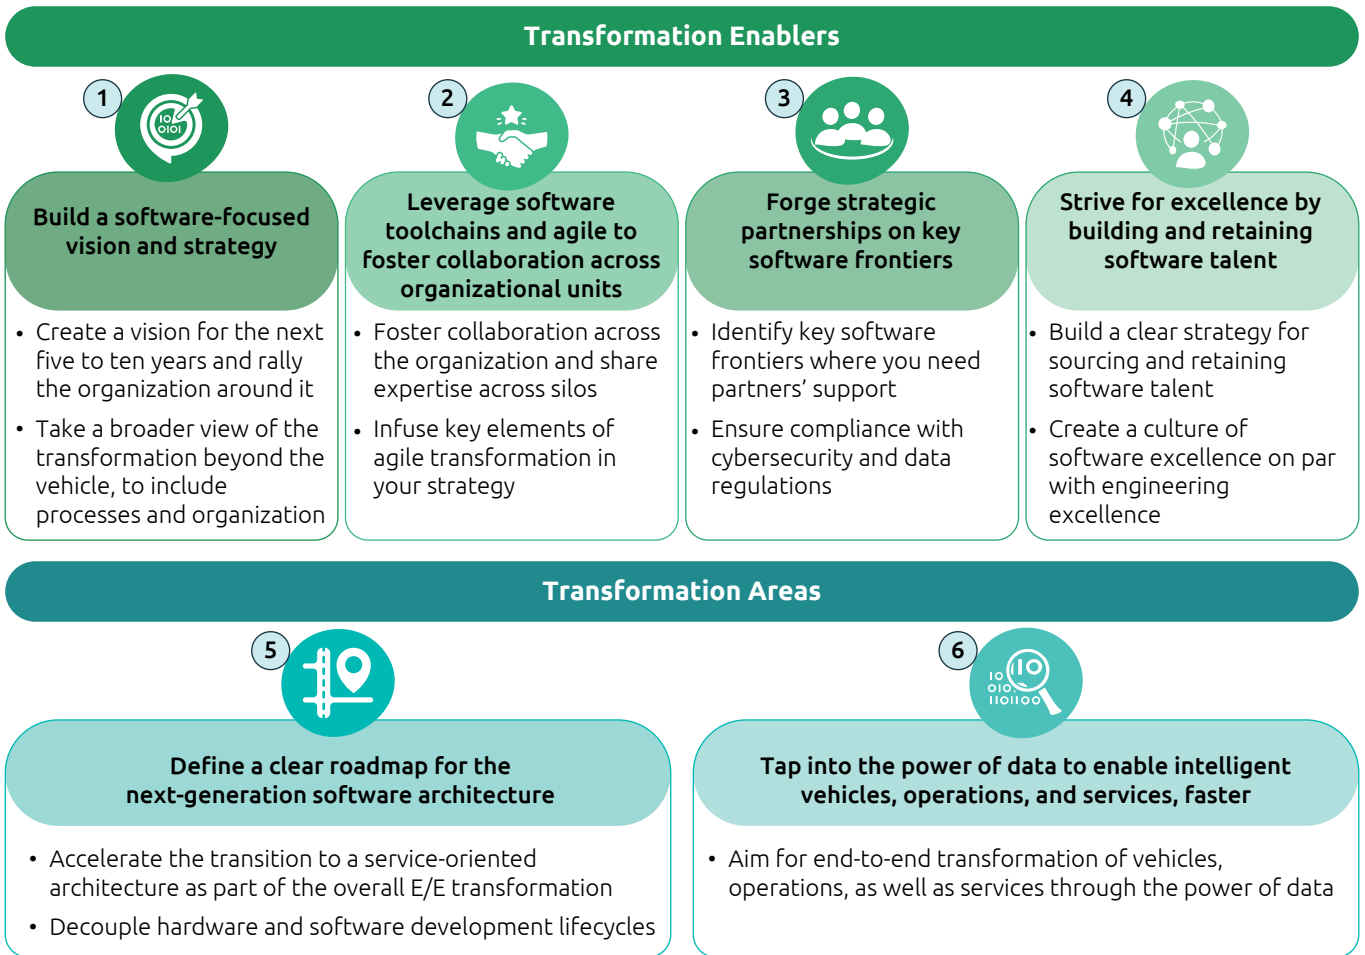 Transformation Enablers
1
Build a software-focused
vision and strategy
• Create a vision for the next
five to ten years and rally
the organization around it
• Take a broader view of the
transformation beyond the
vehicle, to include
processes and organization
2
Leverage software
toolchains and agile to
foster collaboration across
organizational units
• Foster collaboration across
the organization and share
expertise across silos
• Infuse key elements of
agile transformation in
your strategy
3
Forge strategic
partnerships on key
software frontiers
• Identify key software
frontiers where you need
partners’ support
• Ensure compliance with
cybersecurity and data
regulations
4
Strive for excellence by
building and retaining
software talent
• Build a clear strategy for
sourcing and retaining
software talent
• Create a culture of
software excellence on par
with engineering
excellence
Transformation Areas
5
Define a clear roadmap for the
next-generation software architecture
• Accelerate the transition to a service-oriented
architecture as part of the overall E/E transformation
• Decouple hardware and software development lifecycles
6
Tap into the power of data to enable intelligent
vehicles, operations, and services, faster
• Aim for end-to-end transformation of vehicles,
operations, as well as services through the power of data